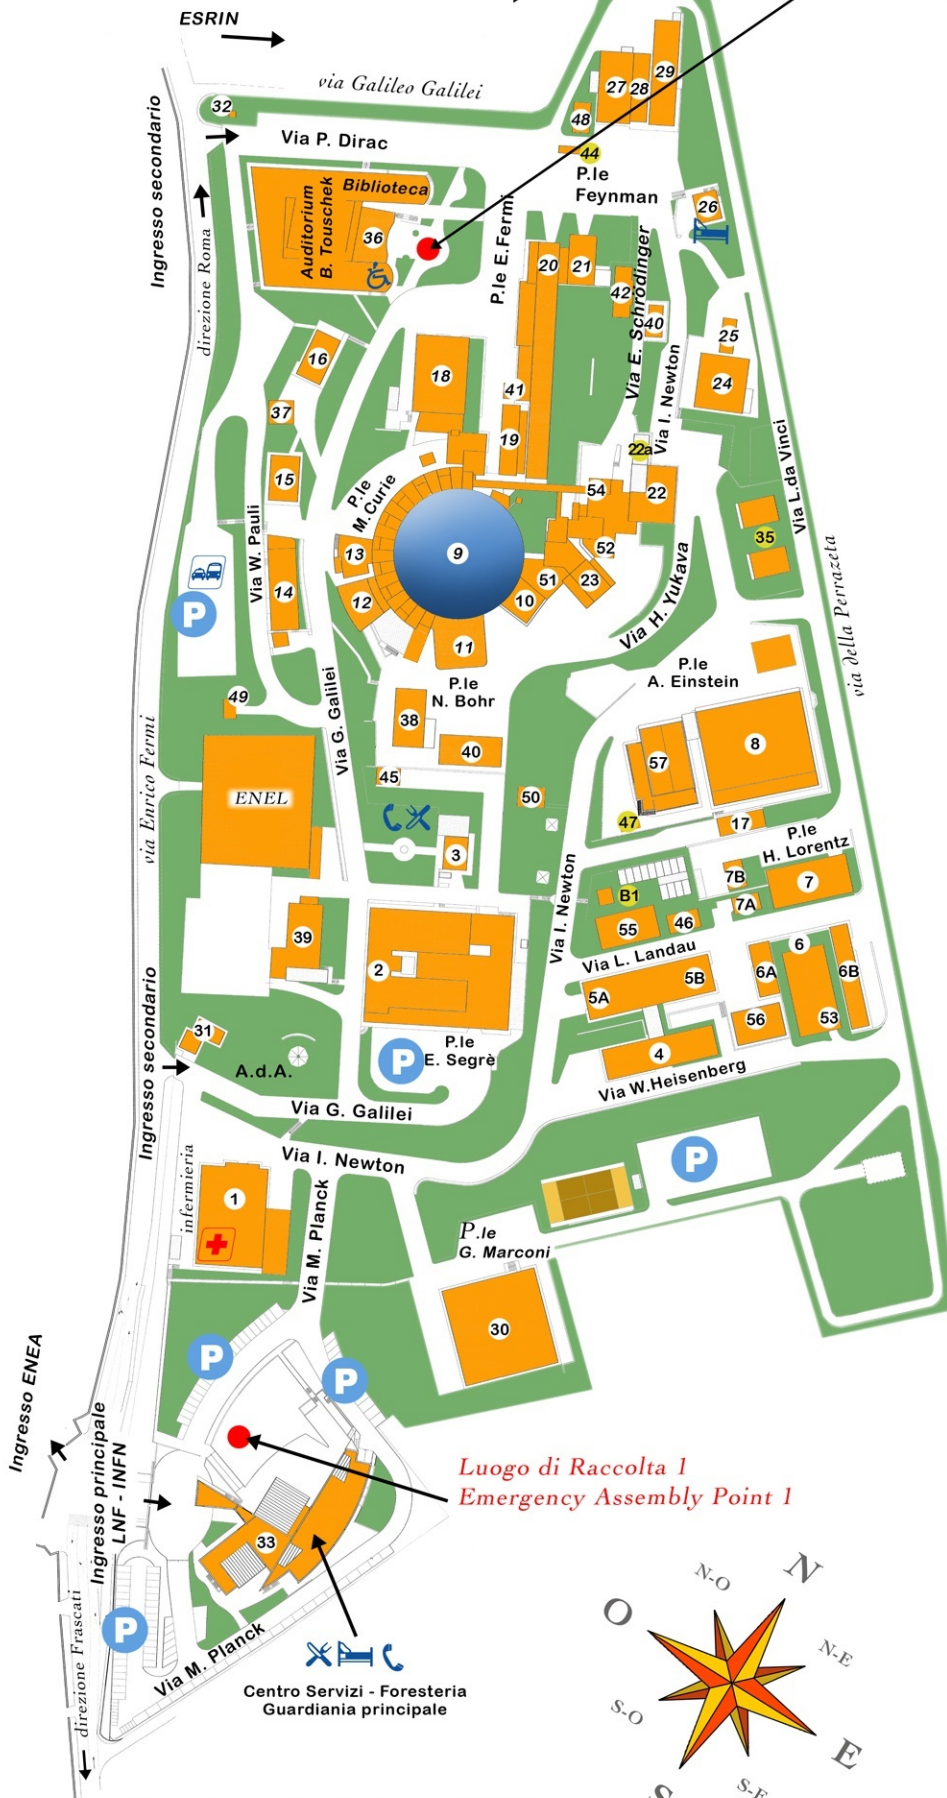 ESRIN
via Galileo Galilei
32
Ingresso secondario
Via P. Dirac
27
28
29
48
44
P.le
Feynman
26
Biblioteca
Auditorium
B. Touschek
36
direzione Roma
P.le E.Fermi
20
21
42
40
Via E. Schrödinger
Via I. Newton
25
24
16
37
18
41
19
15
P.le
M.Curie
22a
22
54
Via L.da Vinci
35
Via W. Pauli
13
9
52
51
23
14
12
10
11
Via H. Yukava
via della Perrazeta
P
P.le
N. Bohr
P.le
A. Einstein
49
38
40
45
Via G. Galilei
57
8
via Enrico Fermi
ENEL
50
47
17
P.le
H. Lorentz
3
7B
7
7A
B1
55
46
Via I. Newton
39
2
Via L. Landau
6
6A
6B
5A
5B
56
53
4
Via W.Heisenberg
31
A.d.A.
P
P.le
E. Segrè
Ingresso secondario
Via G. Galilei
Via I. Newton
P
infermieria
1
Via M. Planck
P.le
G. Marconi
30
P
P
Ingresso ENEA
Ingresso principale
LNF - INFN
Luogo di Raccolta 1
Emergency Assembly Point 1
33
P
direzione Frascati
Via M. Planck
Centro Servizi - Foresteria
Guardiania principale
N
N-O
O
N-E
S-O
E
S-E
S